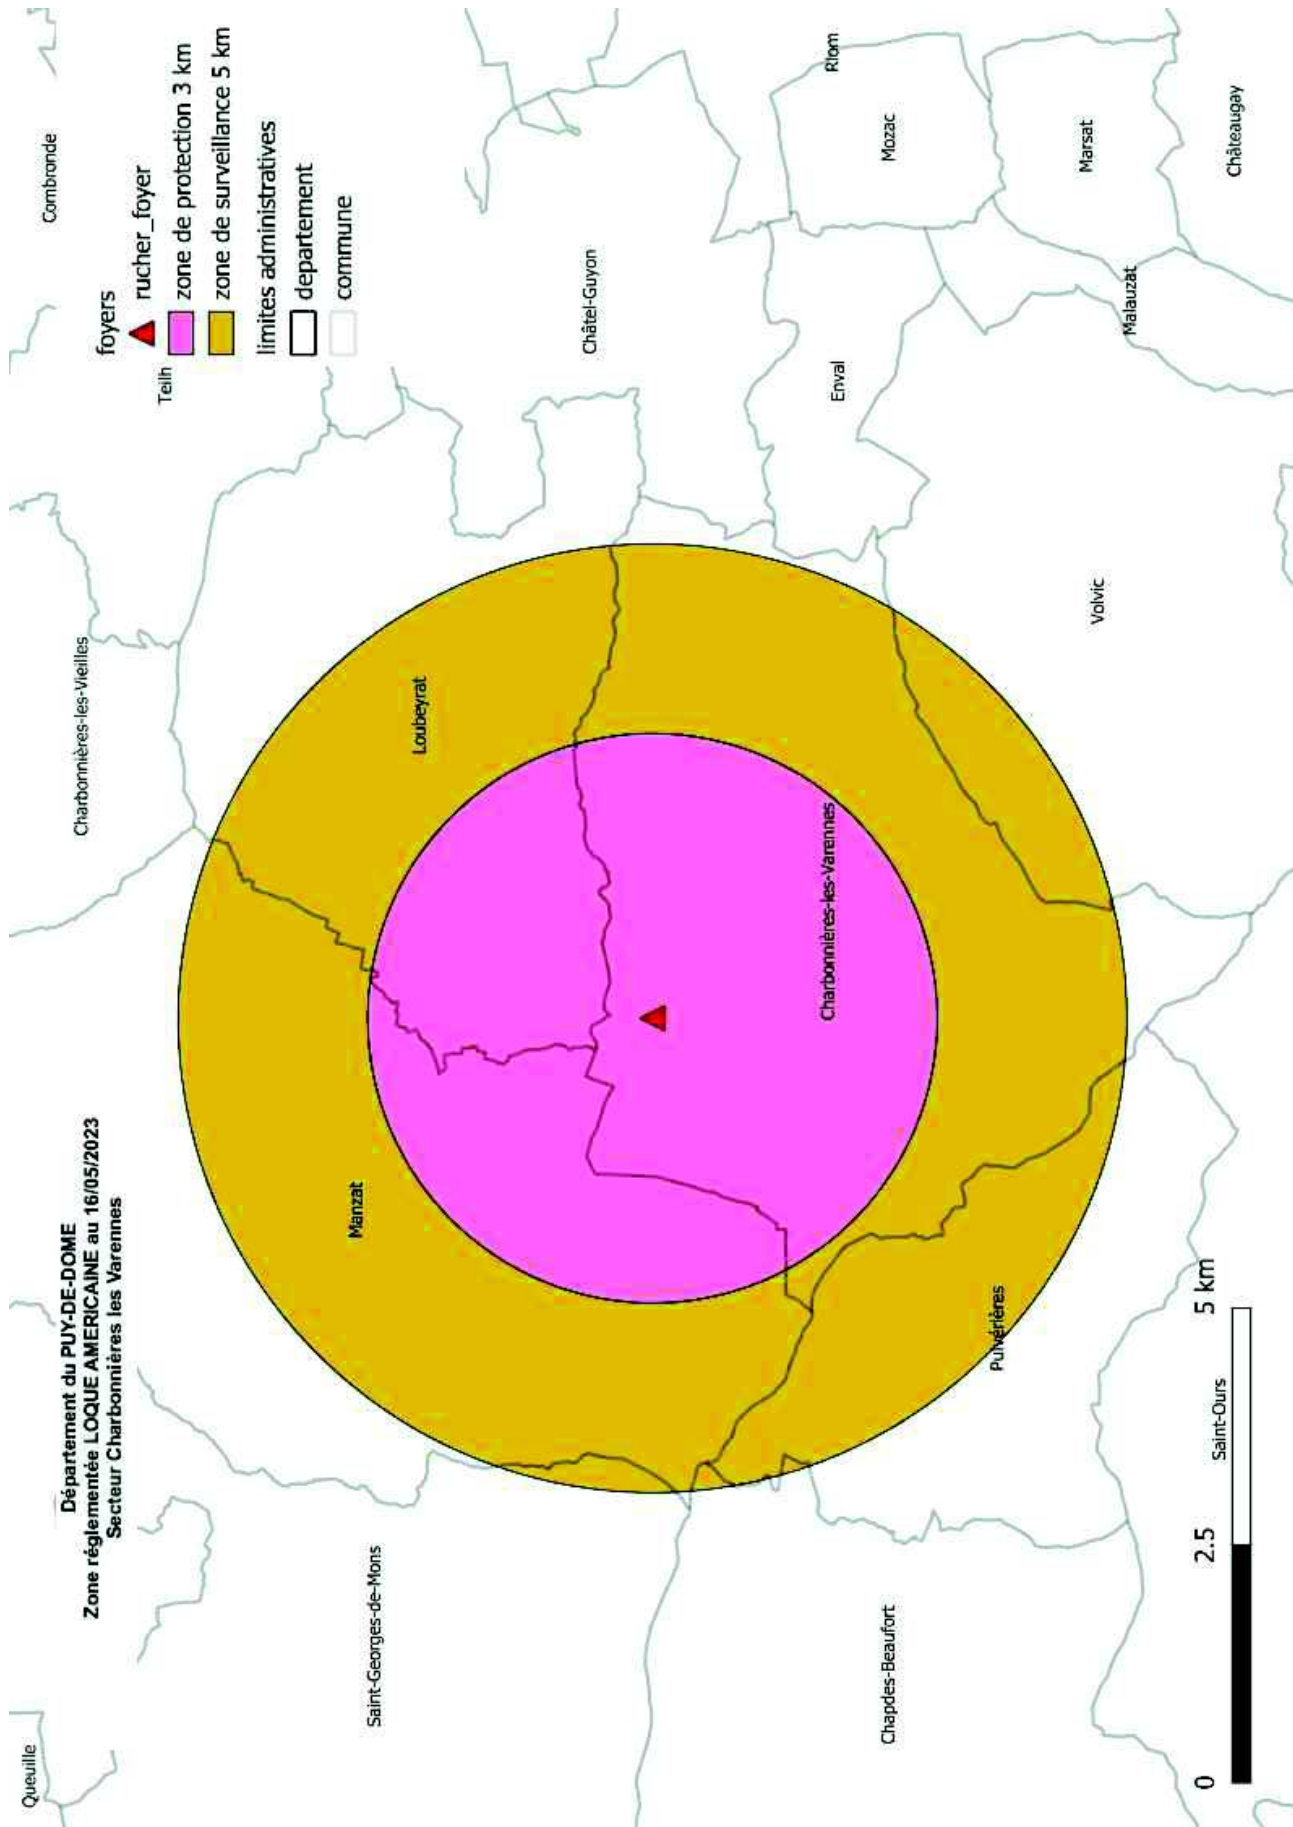 Département du PUY-DE-DOME
Zone réglementée LOQUE AMERICAINE au 16/05/2023
Secteur Charbonnières les Varennes
foyers
rucher_foyer
zone de protection 3 km
zone de surveillance 5 km
limites administratives
departement
commune
Queuille
Combronde
Charbonnières-les-Vieilles
Teilh
Manzat
Loubeyrat
Saint-Georges-de-Mons
Châtel-Guyon
Riom
Mozac
Enval
Charbonnières-les-Varennes
Chapdes-Beaufort
Pulvérières
Marsat
Malauzat
Volvic
Châteaugay
Saint-Ours
0 2.5 5 km